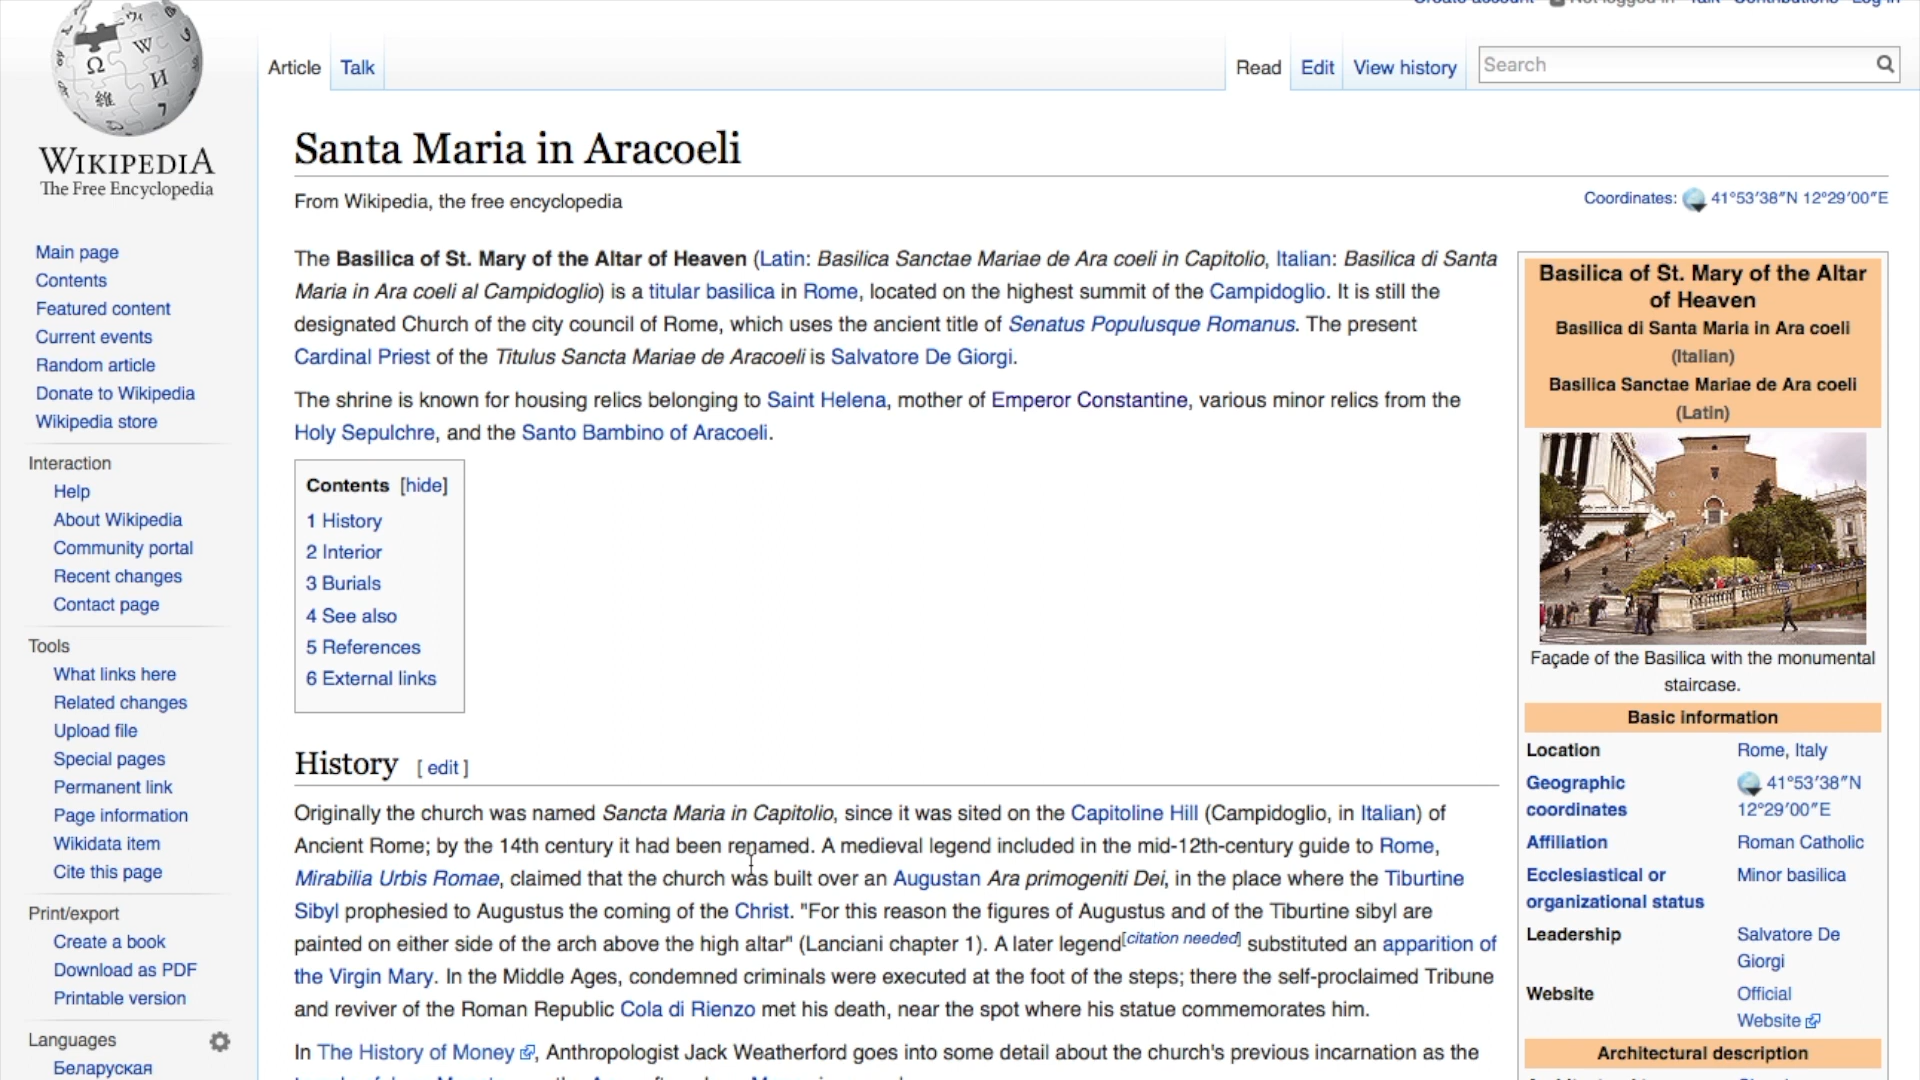 Not logged in Talk Contributions Log in
Article Talk
Read Edit View history
Search
WIKIPEDIA
The Free Encyclopedia
Main page
Contents
Featured content
Current events
Random article
Donate to Wikipedia
Wikipedia store
Interaction
Help
About Wikipedia
Community portal
Recent changes
Contact page
Tools
What links here
Related changes
Upload file
Special pages
Permanent link
Page information
Wikidata item
Cite this page
Print/export
Create a book
Download as PDF
Printable version
Languages
Беларуская
Santa Maria in Aracoeli
From Wikipedia, the free encyclopedia
Coordinates: 41°53′38″N 12°29′00″E
The Basilica of St. Mary of the Altar of Heaven (Latin: Basilica Sanctae Mariae de Ara coeli in Capitolio, Italian: Basilica di Santa
Maria in Ara coeli al Campidoglio) is a titular basilica in Rome, located on the highest summit of the Campidoglio. It is still the
designated Church of the city council of Rome, which uses the ancient title of Senatus Populusque Romanus. The present
Cardinal Priest of the Titulus Sancta Mariae de Aracoeli is Salvatore De Giorgi.
The shrine is known for housing relics belonging to Saint Helena, mother of Emperor Constantine, various minor relics from the
Holy Sepulchre, and the Santo Bambino of Aracoeli.
Contents [hide]
1 History
2 Interior
3 Burials
4 See also
5 References
6 External links
History [ edit ]
Originally the church was named Sancta Maria in Capitolio, since it was sited on the Capitoline Hill (Campidoglio, in Italian) of
Ancient Rome; by the 14th century it had been renamed. A medieval legend included in the mid-12th-century guide to Rome,
Mirabilia Urbis Romae, claimed that the church was built over an Augustan Ara primogeniti Dei, in the place where the Tiburtine
Sibyl prophesied to Augustus the coming of the Christ. "For this reason the figures of Augustus and of the Tiburtine sibyl are
painted on either side of the arch above the high altar" (Lanciani chapter 1). A later legend[citation needed] substituted an apparition of
the Virgin Mary. In the Middle Ages, condemned criminals were executed at the foot of the steps; there the self-proclaimed Tribune
and reviver of the Roman Republic Cola di Rienzo met his death, near the spot where his statue commemorates him.
In The History of Money, Anthropologist Jack Weatherford goes into some detail about the church's previous incarnation as the
Basilica of St. Mary of the Altar
of Heaven
Basilica di Santa Maria in Ara coeli
(Italian)
Basilica Sanctae Mariae de Ara coeli
(Latin)
Façade of the Basilica with the monumental
staircase.
Basic information
Location Rome, Italy
Geographic 41°53′38″N
coordinates 12°29′00″E
Affiliation Roman Catholic
Ecclesiastical or Minor basilica
organizational status
Leadership Salvatore De
Giorgi
Website Official
Website
Architectural description